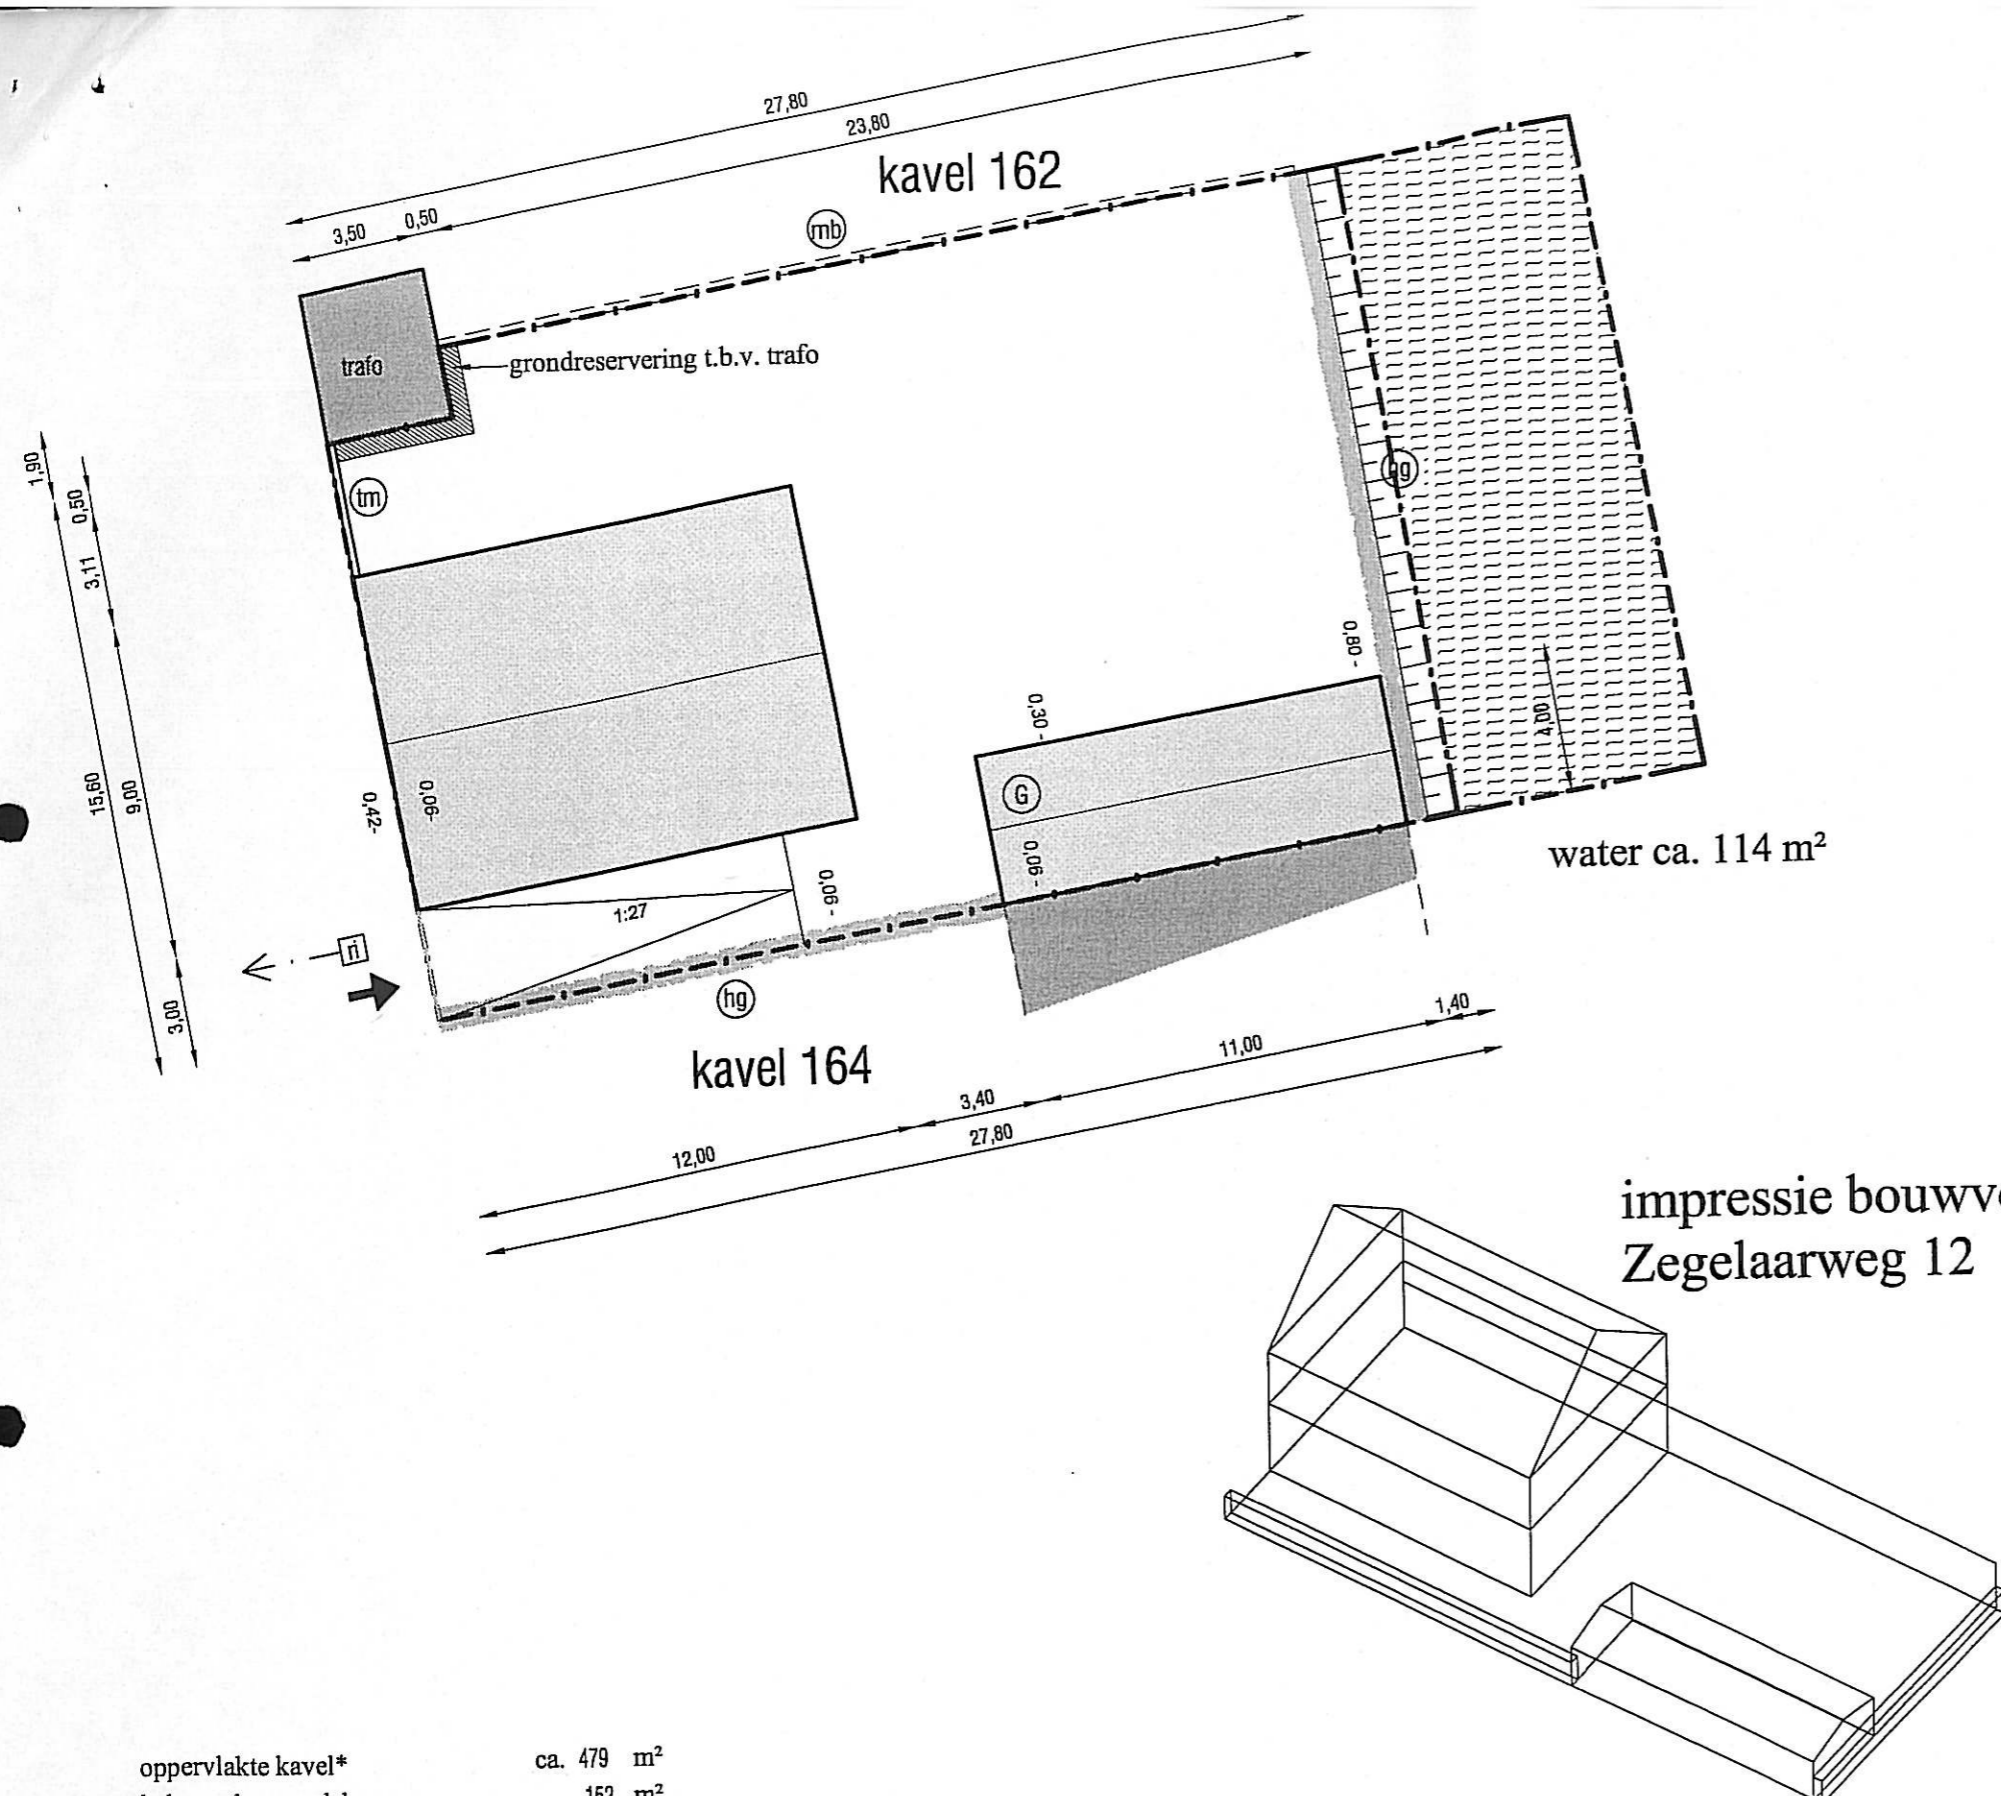 27,80
23,80
kavel 162
3,50
0,50
mb
trafo
grondreservering t.b.v. trafo
1,90
0,50
tm
hg
3,11
0,80 -
0,30 -
4,00
15,60
9,00
0,42-
0,06-
G
0,06 -
0,06 -
water ca. 114 m²
1:27
ri
hg
3,00
kavel 164
1,40
11,00
3,40
27,80
12,00
impressie
Zegelaarweg 12
oppervlakte kavel*
ca. 479 m²
152 m²